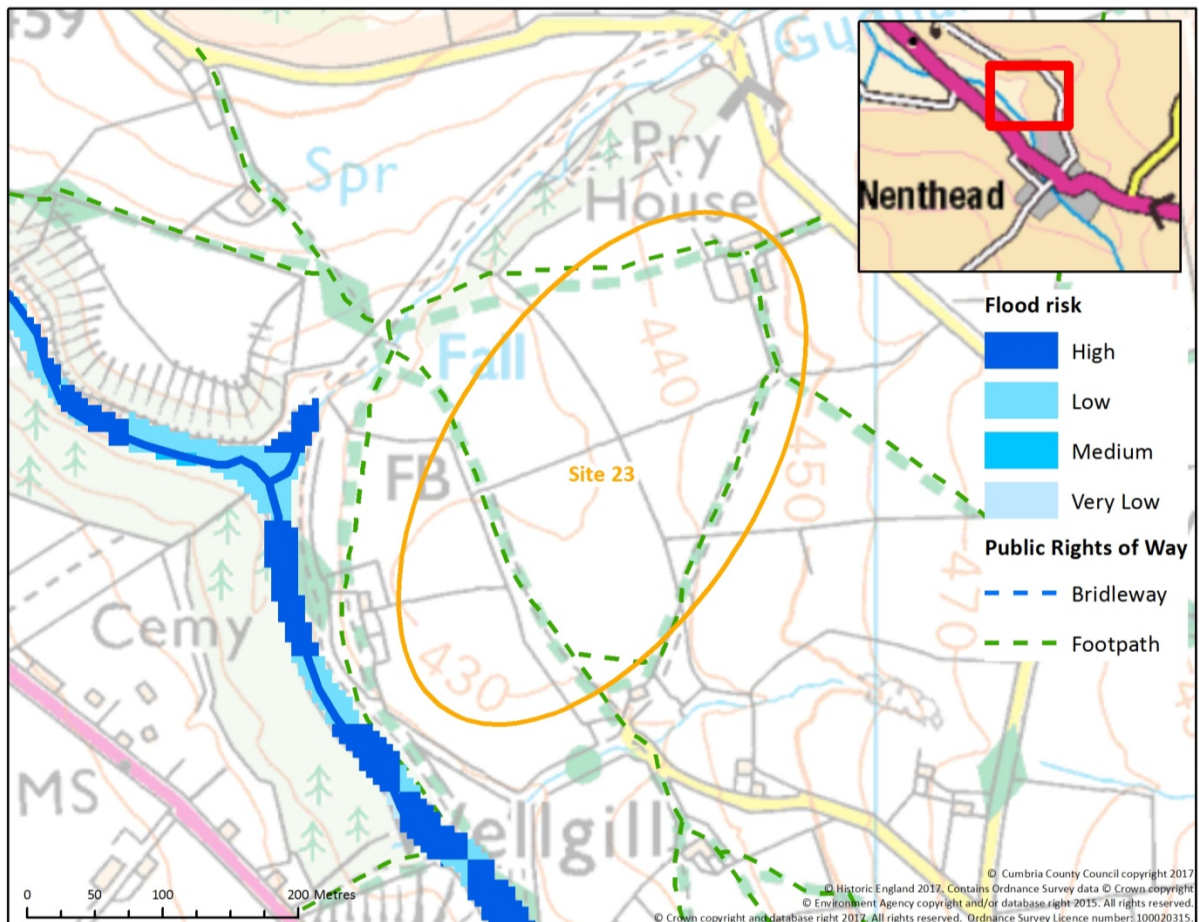 459
Spr
Pry
House
Fall
440
450
FB
Site 23
470
Cemy
430
MS
Wellgill
Nenthead
Flood risk
High
Low
Medium
Very Low
Public Rights of Way
Bridleway
Footpath
0 50 100 200 Metres
© Cumbria County Council copyright 2017
© Historic England 2017. Contains Ordnance Survey data © Crown copyright
© Environment Agency copyright and/or database right 2015. All rights reserved.
© Crown copyright and database right 2017. All rights reserved. Ordnance Survey Licence number 100020313